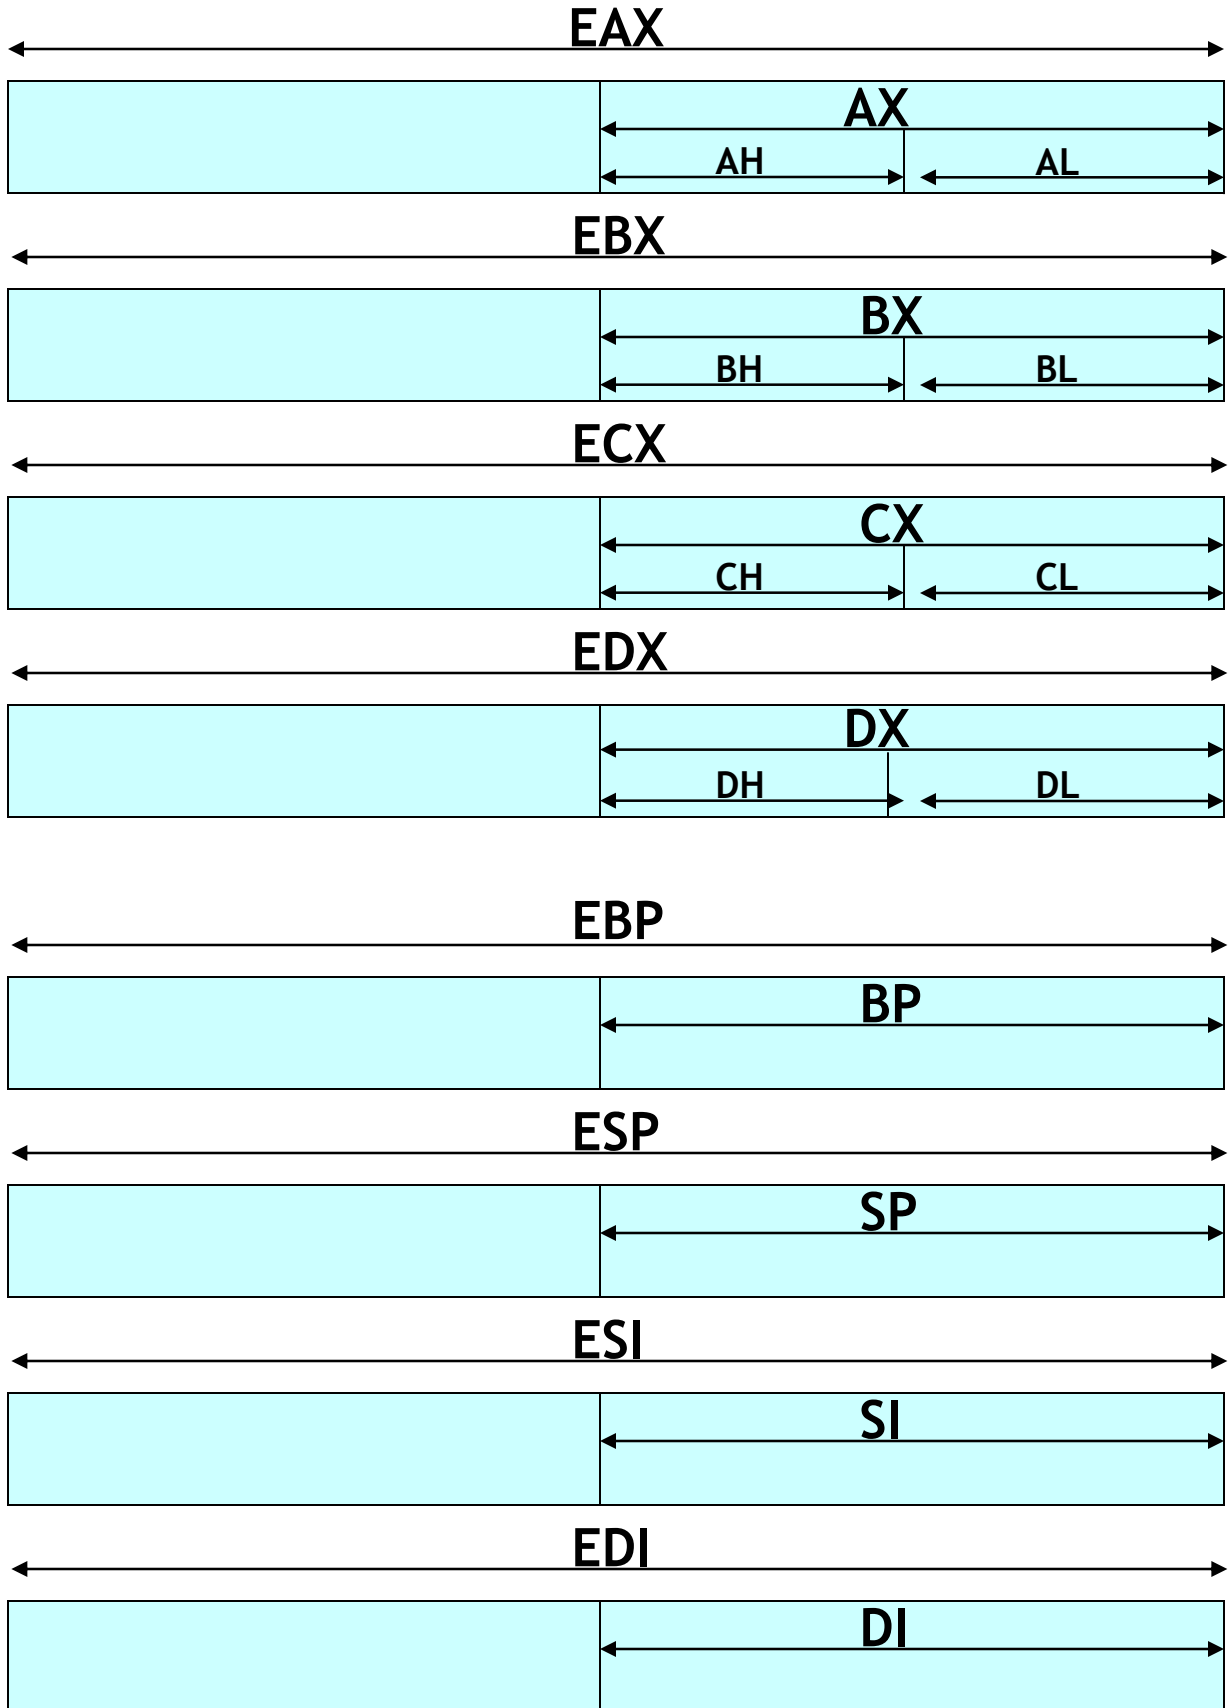 EAX
AX
AH AL
EBX
BX
BH BL
ECX
CX
CH CL
EDX
DX
DH DL
EBP
BP
ESP
SP
ESI
SI
EDI
DI